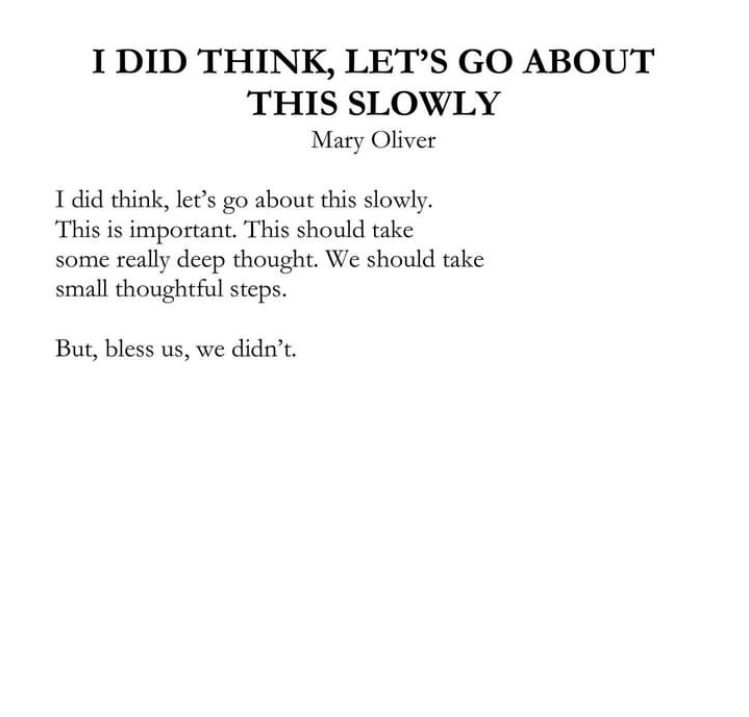 I DID THINK, LET’S GO ABOUT
THIS SLOWLY
Mary Oliver
I did think, let’s go about this slowly.
This is important. This should take
some really deep thought. We should take
small thoughtful steps.
But, bless us, we didn’t.